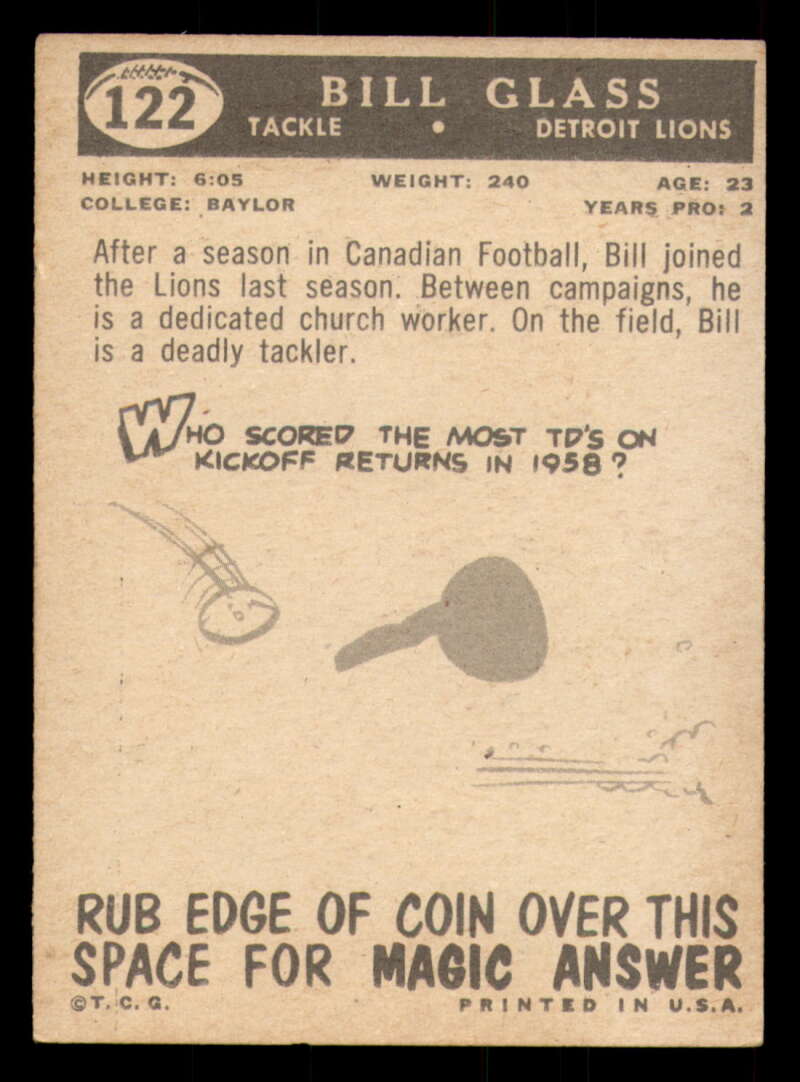 122
BILL GLASS
TACKLE • DETROIT LIONS
HEIGHT: 6:05 WEIGHT: 240 AGE: 23
COLLEGE: BAYLOR YEARS PRO: 2
After a season in Canadian Football, Bill joined
the Lions last season. Between campaigns, he
is a dedicated church worker. On the field, Bill
is a deadly tackler.
WHO SCORED THE MOST TD'S ON
KICKOFF RETURNS IN 1958?
RUB EDGE OF COIN OVER THIS
SPACE FOR MAGIC ANSWER
©T.C.G. PRINTED IN U.S.A.